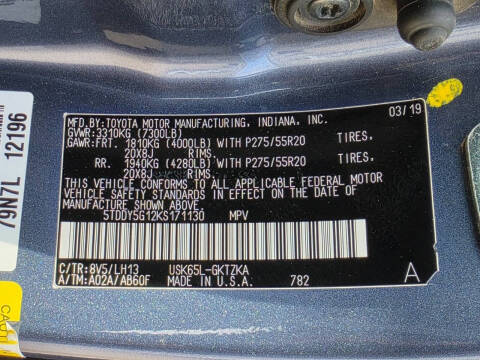 MFD. BY: TOYOTA MOTOR MANUFACTURING, INDIANA, INC. 03/19
GVWR: 3310KG (7300LB)
GAWR: FRT. 1810KG (4000LB) WITH P275/55R20 TIRES,
20X8J RIMS,
RR. 1940KG (4280LB) WITH P275/55R20 TIRES,
20X8J RIMS,
THIS VEHICLE CONFORMS TO ALL APPLICABLE FEDERAL MOTOR
VEHICLE SAFETY STANDARDS IN EFFECT ON THE DATE OF
MANUFACTURE SHOWN ABOVE.
5TDDY5G12KS171130 MPV
C/TR: 8V5/LH13 USK65L-GKTZKA
A/TM: A02A/AB60F MADE IN U.S.A. 782 A
79N7L 12196